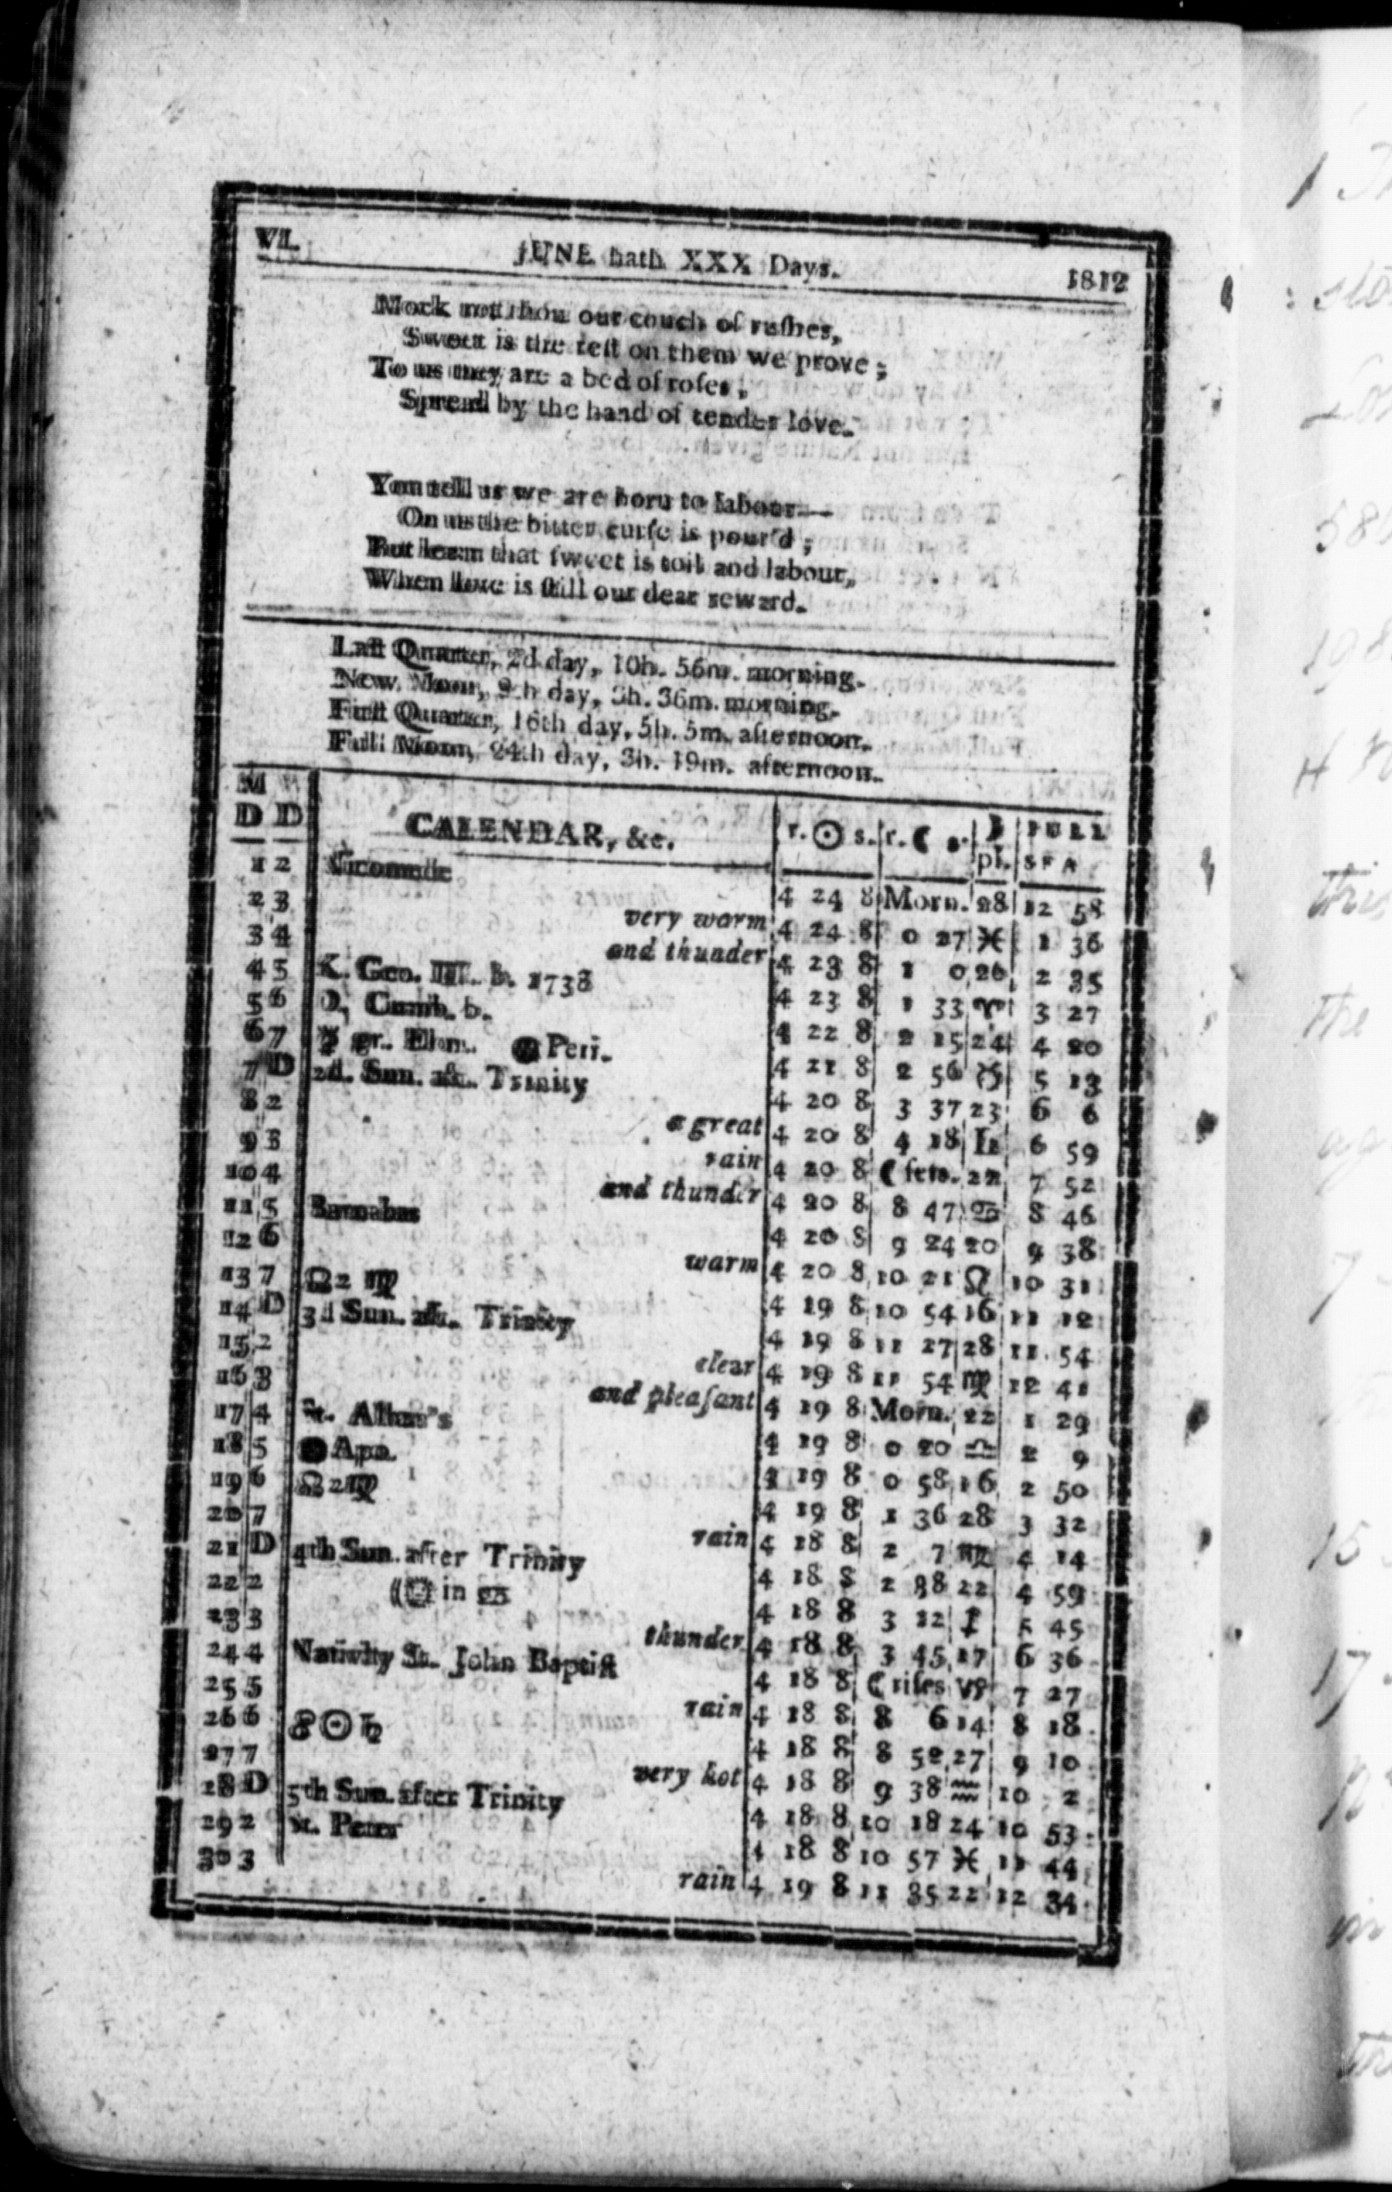 VI. JUNE hath XXX Days. 1812
Mock not thou our couch of rushes,
Sweet is the rest on them we prove;
To us they are a bed of roses,
Spread by the hand of tender love.
You tell us we are born to labour—
On us the bitter curse is pour'd;
But learn that sweet is toil and labour,
When love is still our dear reward.
Last Quarter, 2d day, 10h. 56m. morning.
New Moon, 9th day, 3h. 36m. morning.
First Quarter, 16th day, 5h. 5m. afternoon.
Full Moon, 24th day, 3h. 19m. afternoon.
M W
D D CALENDAR, &c. r. ☉ s. r. ☾ s. ☽ pl. FULL SEA
1 2 Nicomede 4 24 8 Morn. 28 12 58
2 3 very warm 4 24 8 0 27 ♓ 1 36
3 4 and thunder 4 23 8 1 0 26 2 35
4 5 K. Geo. III. b. 1738 4 23 8 1 33 ♈ 3 27
5 6 D. Cumb. b. 4 22 8 2 15 24 4 20
6 7 ☿ gr. Elon. Peri. 4 21 8 2 56 ♉ 5 13
7 D 2d. Sun. aft. Trinity 4 20 8 3 37 23 6 6
8 2 a great 4 20 8 4 18 ♊ 6 59
9 3 rain 4 20 8 ☾ sets. 22 7 52
10 4 and thunder 4 20 8 8 47 ♋ 8 46
11 5 Barnabas 4 20 8 9 24 20 9 38
12 6 warm 4 20 8 10 21 ♌ 10 31
13 7 ☊ 2 ♍ 4 19 8 10 54 16 11 12
14 D 3d Sun. aft. Trinity 4 19 8 11 27 28 11 54
15 2 clear 4 19 8 11 54 ♍ 12 41
16 3 and pleasant 4 19 8 Morn. 22 1 29
17 4 St. Alban's 4 19 8 0 20 ♎ 2 9
18 5 Apo. 4 19 8 0 58 16 2 50
19 6 ☊ 2 ♍ 4 19 8 1 36 28 3 32
20 7 rain 4 18 8 2 7 ♏ 4 14
21 D 4th Sun. after Trinity 4 18 8 2 38 22 4 59
22 2 (☉ in ♋ 4 18 8 3 12 ♐ 5 45
23 3 thunder 4 18 8 3 45 17 6 36
24 4 Nativity St. John Baptist 4 18 8 ☾ rises ♑ 7 27
25 5 rain 4 18 8 8 6 14 8 18
26 6 ☍ ☉ ♄ 4 18 8 8 52 27 9 10
27 7 very hot 4 18 8 9 38 ♒ 10 2
28 D 5th Sun. after Trinity 4 18 8 10 18 24 10 53
29 2 St. Peter 4 18 8 10 57 ♓ 11 44
30 3 rain 4 19 8 11 35 22 12 34